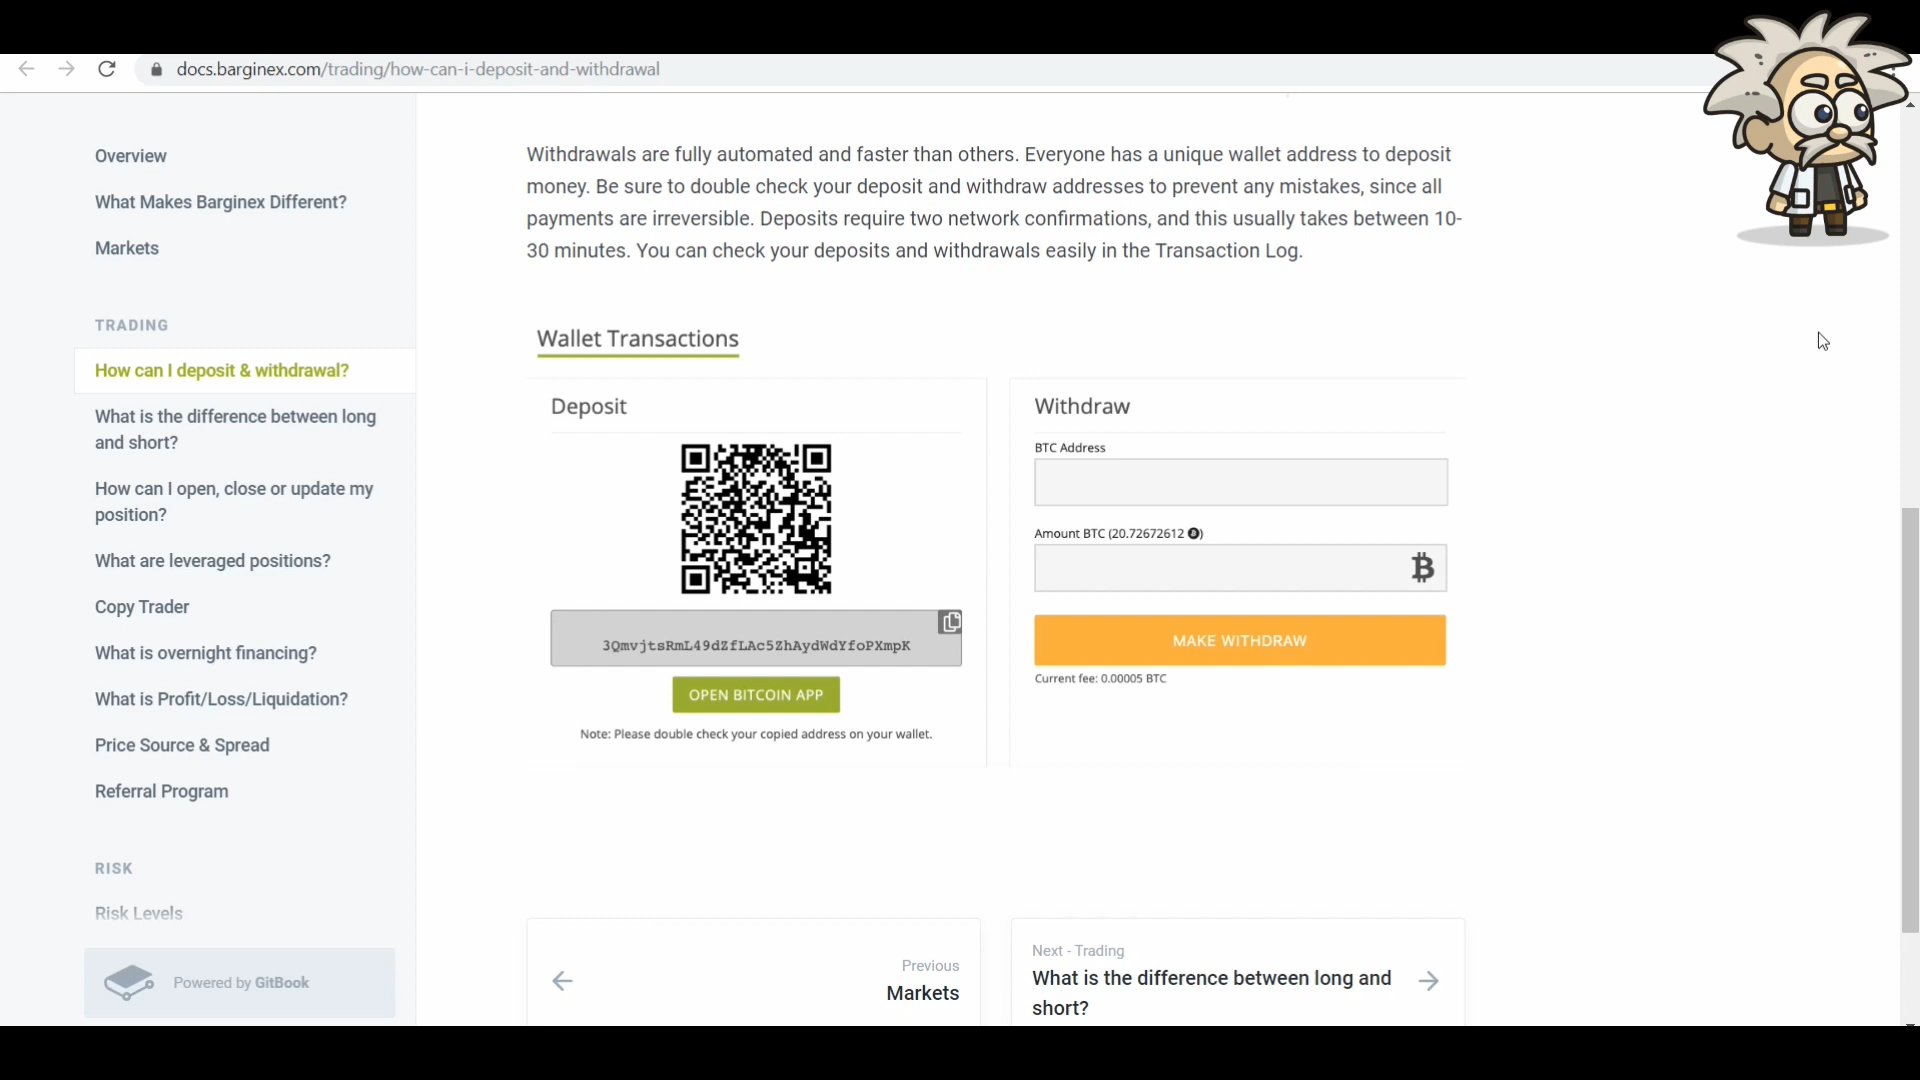 docs.barginex.com/trading/how-can-i-deposit-and-withdrawal
Overview
What Makes Barginex Different?
Markets
TRADING
How can I deposit & withdrawal?
What is the difference between long
and short?
How can I open, close or update my
position?
What are leveraged positions?
Copy Trader
What is overnight financing?
What is Profit/Loss/Liquidation?
Price Source & Spread
Referral Program
RISK
Risk Levels
Powered by GitBook
Withdrawals are fully automated and faster than others. Everyone has a unique wallet address to deposit
money. Be sure to double check your deposit and withdraw addresses to prevent any mistakes, since all
payments are irreversible. Deposits require two network confirmations, and this usually takes between 10-
30 minutes. You can check your deposits and withdrawals easily in the Transaction Log.
Wallet Transactions
Deposit
3QmvjtsRmL49dZfLAc5ZhAydWdYfoPXmpK
OPEN BITCOIN APP
Note: Please double check your copied address on your wallet.
Withdraw
BTC Address
Amount BTC (20.72672612 ₿)
₿
MAKE WITHDRAW
Current fee: 0.00005 BTC
Previous
Markets
Next - Trading
What is the difference between long and
short?